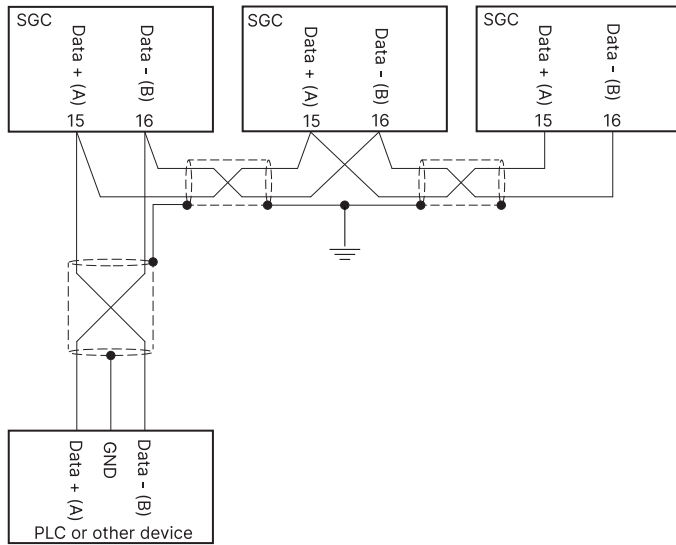 SGC
Data + (A)
Data - (B)
15
16
SGC
Data + (A)
Data - (B)
15
16
SGC
Data + (A)
Data - (B)
15
16
Data + (A)
GND
Data - (B)
PLC or other device